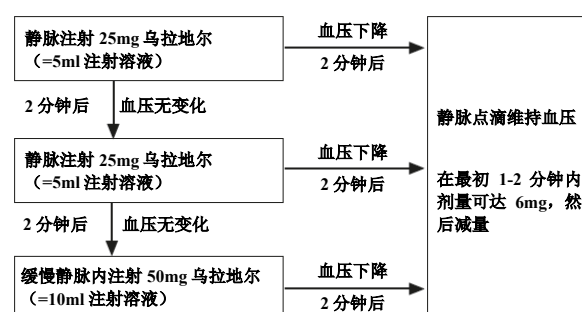 静脉注射 25mg 乌拉地尔
（=5ml 注射溶液）
血压下降
2 分钟后
2 分钟后 血压无变化
静脉注射 25mg 乌拉地尔
（=5ml 注射溶液）
血压下降
2 分钟后
2 分钟后 血压无变化
缓慢静脉内注射 50mg 乌拉地尔
（=10ml 注射溶液）
血压下降
2 分钟后
静脉点滴维持血压
在最初 1-2 分钟内
剂量可达 6mg，然
后减量